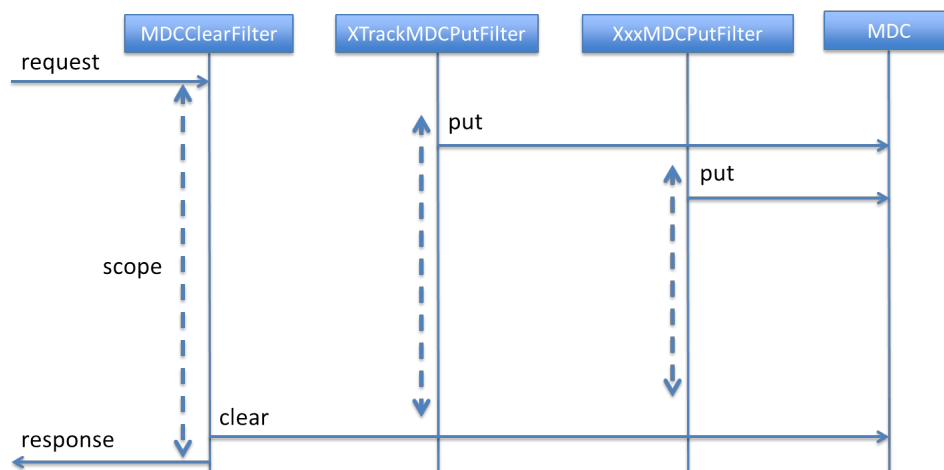 MDCClearFilter
XTrackMDCPutFilter
XxxMDCPutFilter
MDC
request
put
put
scope
clear
response